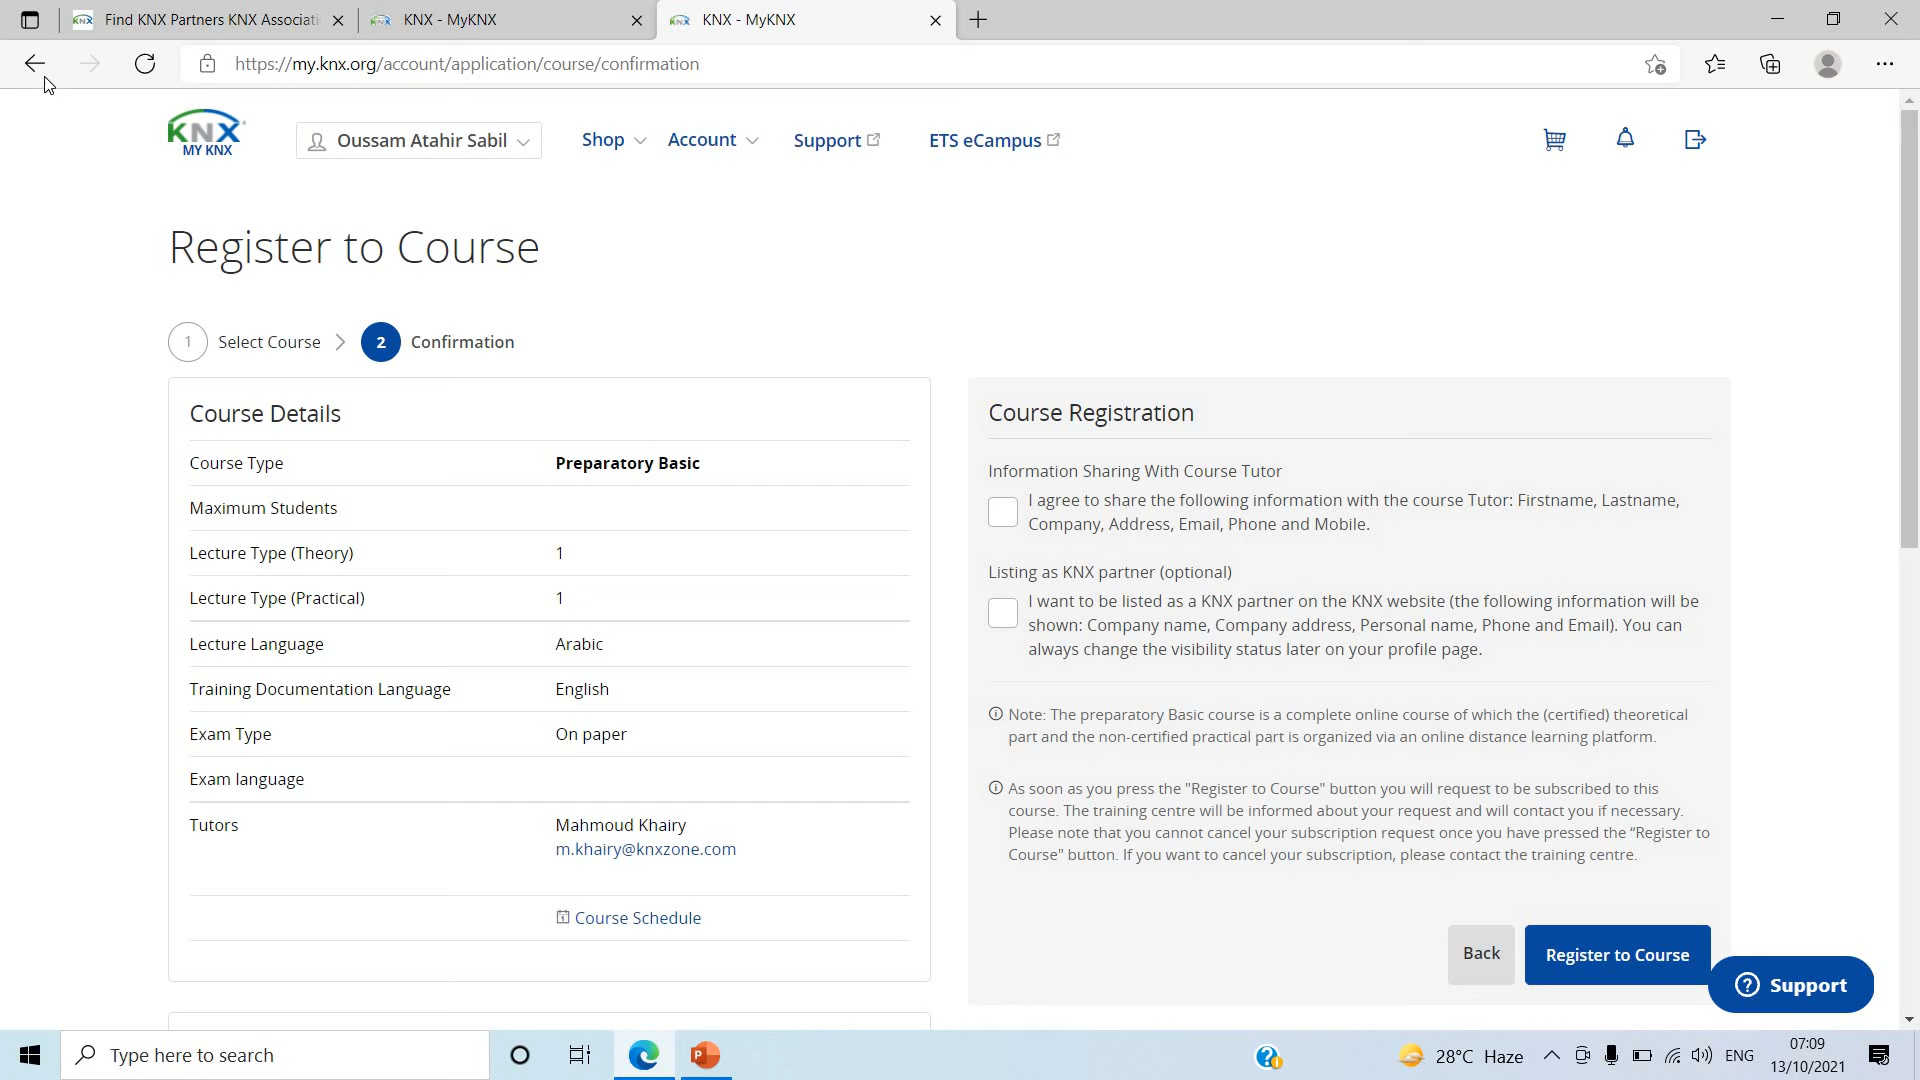 Find KNX Partners KNX Associati
KNX - MyKNX
KNX - MyKNX
https://my.knx.org/account/application/course/confirmation
KNX
MY KNX
Oussam Atahir Sabil
Shop
Account
Support
ETS eCampus
Register to Course
1
Select Course
2
Confirmation
Course Details
Course Type
Preparatory Basic
Maximum Students
Lecture Type (Theory)
1
Lecture Type (Practical)
1
Lecture Language
Arabic
Training Documentation Language
English
Exam Type
On paper
Exam language
Tutors
Mahmoud Khairy
m.khairy@knxzone.com
Course Schedule
Course Registration
Information Sharing With Course Tutor
I agree to share the following information with the course Tutor: Firstname, Lastname,
Company, Address, Email, Phone and Mobile.
Listing as KNX partner (optional)
I want to be listed as a KNX partner on the KNX website (the following information will be
shown: Company name, Company address, Personal name, Phone and Email). You can
always change the visibility status later on your profile page.
Note: The preparatory Basic course is a complete online course of which the (certified) theoretical
part and the non-certified practical part is organized via an online distance learning platform.
As soon as you press the "Register to Course" button you will request to be subscribed to this
course. The training centre will be informed about your request and will contact you if necessary.
Please note that you cannot cancel your subscription request once you have pressed the “Register to
Course" button. If you want to cancel your subscription, please contact the training centre.
Back
Register to Course
Support
Type here to search
28°C Haze
ENG
07:09
13/10/2021